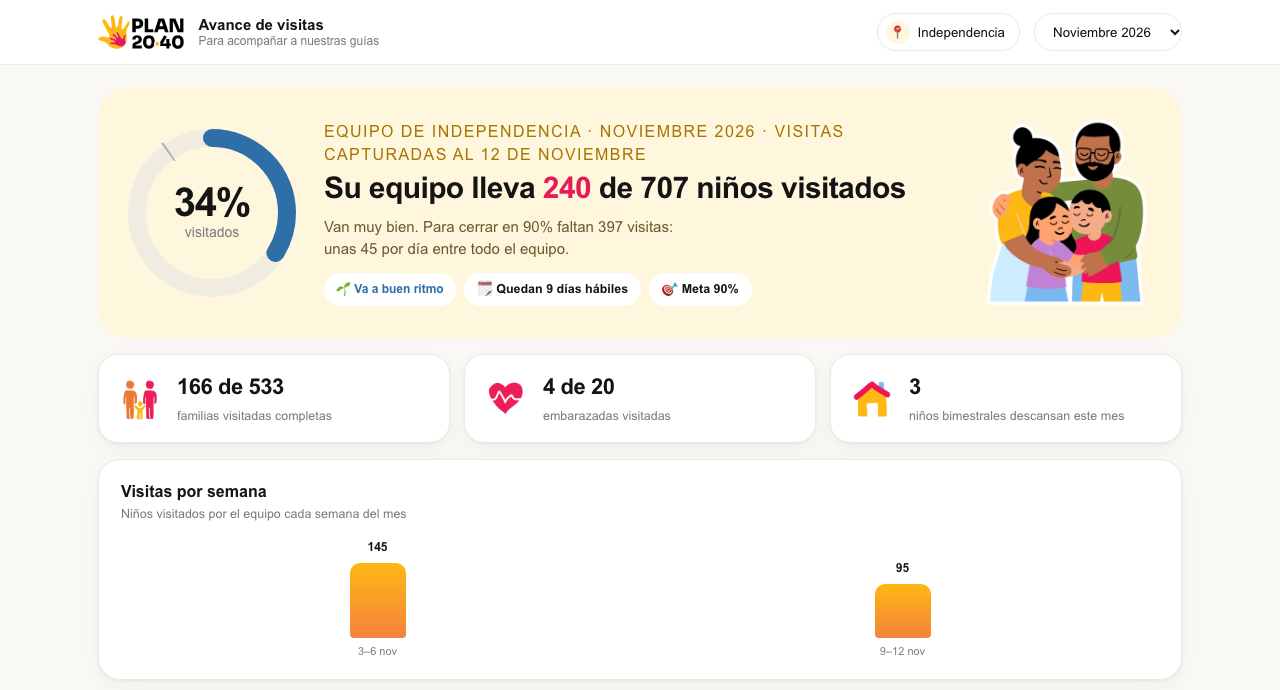 PLAN
20·40
Avance de visitas
Para acompañar a nuestras guías
Independencia
Noviembre 2026
34%
visitados
EQUIPO DE INDEPENDENCIA · NOVIEMBRE 2026 · VISITAS
CAPTURADAS AL 12 DE NOVIEMBRE
Su equipo lleva 240 de 707 niños visitados
Van muy bien. Para cerrar en 90% faltan 397 visitas:
unas 45 por día entre todo el equipo.
Va a buen ritmo
Quedan 9 días hábiles
Meta 90%
166 de 533
familias visitadas completas
4 de 20
embarazadas visitadas
3
niños bimestrales descansan este mes
Visitas por semana
Niños visitados por el equipo cada semana del mes
145
95
3–6 nov
9–12 nov